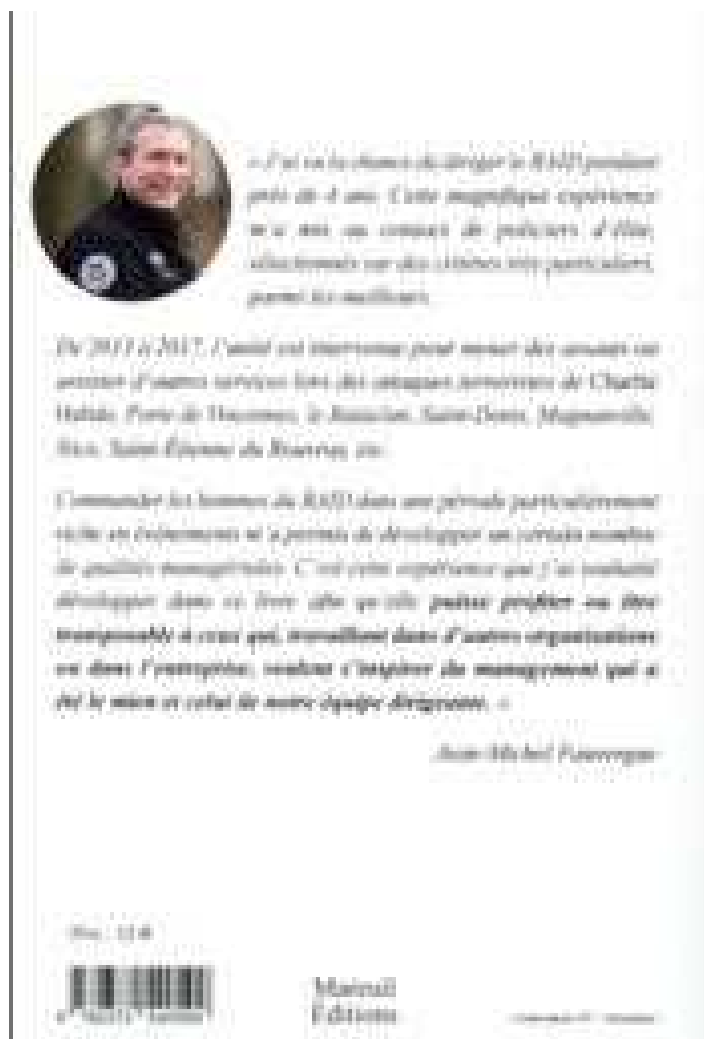 « J'ai eu la chance de diriger le RAID pendant
près de 4 ans. Cette magnifique expérience
m'a mis au contact de policiers d'élite,
sélectionnés sur des critères très particuliers,
parmi les meilleurs.
De 2013 à 2017, l'unité est intervenue pour mener des assauts ou
assister d'autres services lors des attaques terroristes de Charlie
Hebdo, Porte de Vincennes, le Bataclan, Saint-Denis, Magnanville,
Nice, Saint-Étienne du Rouvray, etc.
Commander les hommes du RAID dans une période particulièrement
riche en événements m'a permis de développer un certain nombre
de qualités managériales. C'est cette expérience que j'ai souhaité
développer dans ce livre afin qu'elle puisse profiter ou être
transposable à ceux qui, travaillant dans d'autres organisations
ou dans l'entreprise, veulent s'inspirer du management qui a
été le mien et celui de notre équipe dirigeante. »
Jean-Michel Fauvergue
Mareuil
Éditions